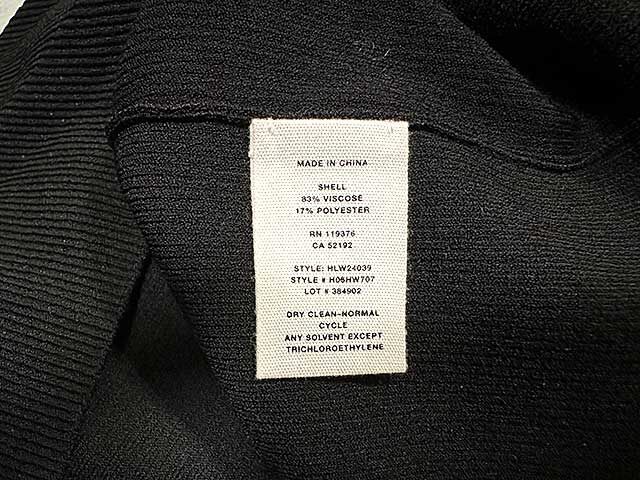 MADE IN CHINA
SHELL
83% VISCOSE
17% POLYESTER
RN 119376
CA 52192
STYLE: HLW24039
STYLE # H06HW707
LOT # 384902
DRY CLEAN-NORMAL
CYCLE
ANY SOLVENT EXCEPT
TRICHLOROETHYLENE